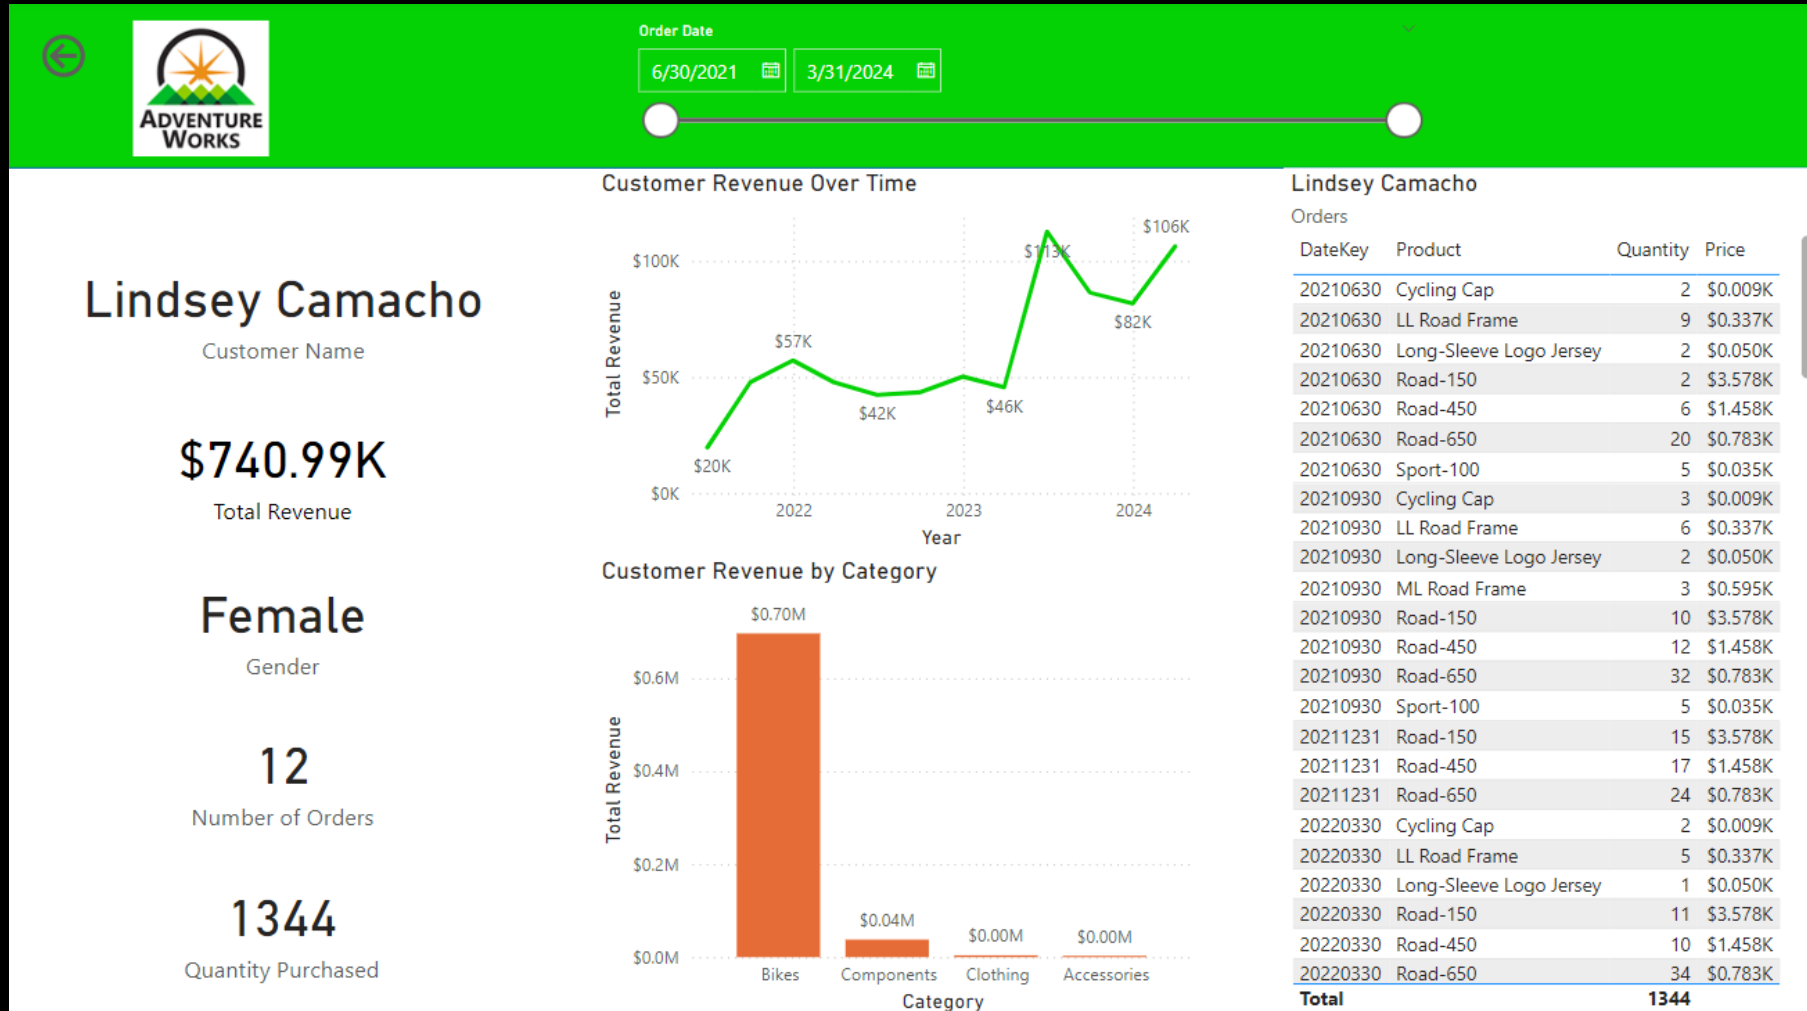 ADVENTURE
WORKS
Order Date
6/30/2021 3/31/2024
Lindsey Camacho
Customer Name
$740.99K
Total Revenue
Female
Gender
12
Number of Orders
1344
Quantity Purchased
Customer Revenue Over Time
Total Revenue
$100K
$50K
$0K
$20K
$57K
$42K
$46K
$113K
$82K
$106K
2022 2023 2024
Year
Customer Revenue by Category
Total Revenue
$0.6M
$0.4M
$0.2M
$0.0M
$0.70M
$0.04M
$0.00M
$0.00M
Bikes Components Clothing Accessories
Category
Lindsey Camacho
Orders
DateKey Product Quantity Price
20210630 Cycling Cap 2 $0.009K
20210630 LL Road Frame 9 $0.337K
20210630 Long-Sleeve Logo Jersey 2 $0.050K
20210630 Road-150 2 $3.578K
20210630 Road-450 6 $1.458K
20210630 Road-650 20 $0.783K
20210630 Sport-100 5 $0.035K
20210930 Cycling Cap 3 $0.009K
20210930 LL Road Frame 6 $0.337K
20210930 Long-Sleeve Logo Jersey 2 $0.050K
20210930 ML Road Frame 3 $0.595K
20210930 Road-150 10 $3.578K
20210930 Road-450 12 $1.458K
20210930 Road-650 32 $0.783K
20210930 Sport-100 5 $0.035K
20211231 Road-150 15 $3.578K
20211231 Road-450 17 $1.458K
20211231 Road-650 24 $0.783K
20220330 Cycling Cap 2 $0.009K
20220330 LL Road Frame 5 $0.337K
20220330 Long-Sleeve Logo Jersey 1 $0.050K
20220330 Road-150 11 $3.578K
20220330 Road-450 10 $1.458K
20220330 Road-650 34 $0.783K
Total 1344